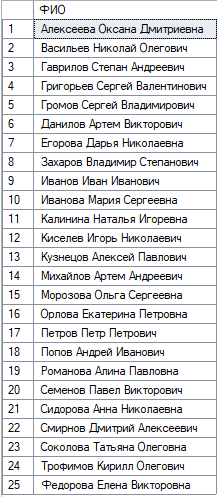 ФИО
1 Алексеева Оксана Дмитриевна
2 Васильев Николай Олегович
3 Гаврилов Степан Андреевич
4 Григорьев Сергей Валентинович
5 Громов Сергей Владимирович
6 Данилов Артем Викторович
7 Егорова Дарья Николаевна
8 Захаров Владимир Степанович
9 Иванов Иван Иванович
10 Иванова Мария Сергеевна
11 Калинина Наталья Игоревна
12 Киселев Игорь Николаевич
13 Кузнецов Алексей Павлович
14 Михайлов Артем Андреевич
15 Морозова Ольга Сергеевна
16 Орлова Екатерина Петровна
17 Петров Петр Петрович
18 Попов Андрей Иванович
19 Романова Алина Павловна
20 Семенов Павел Викторович
21 Сидорова Анна Николаевна
22 Смирнов Дмитрий Алексеевич
23 Соколова Татьяна Олеговна
24 Трофимов Кирилл Олегович
25 Федорова Елена Викторовна